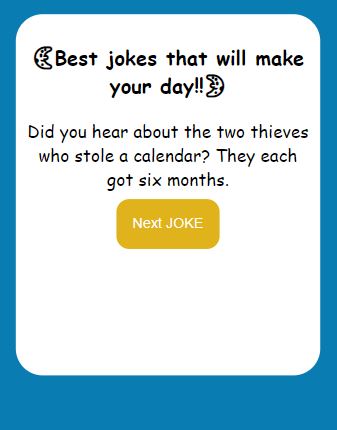 🌜Best jokes that will make
your day!!🌛
Did you hear about the two thieves
who stole a calendar? They each
got six months.
Next JOKE